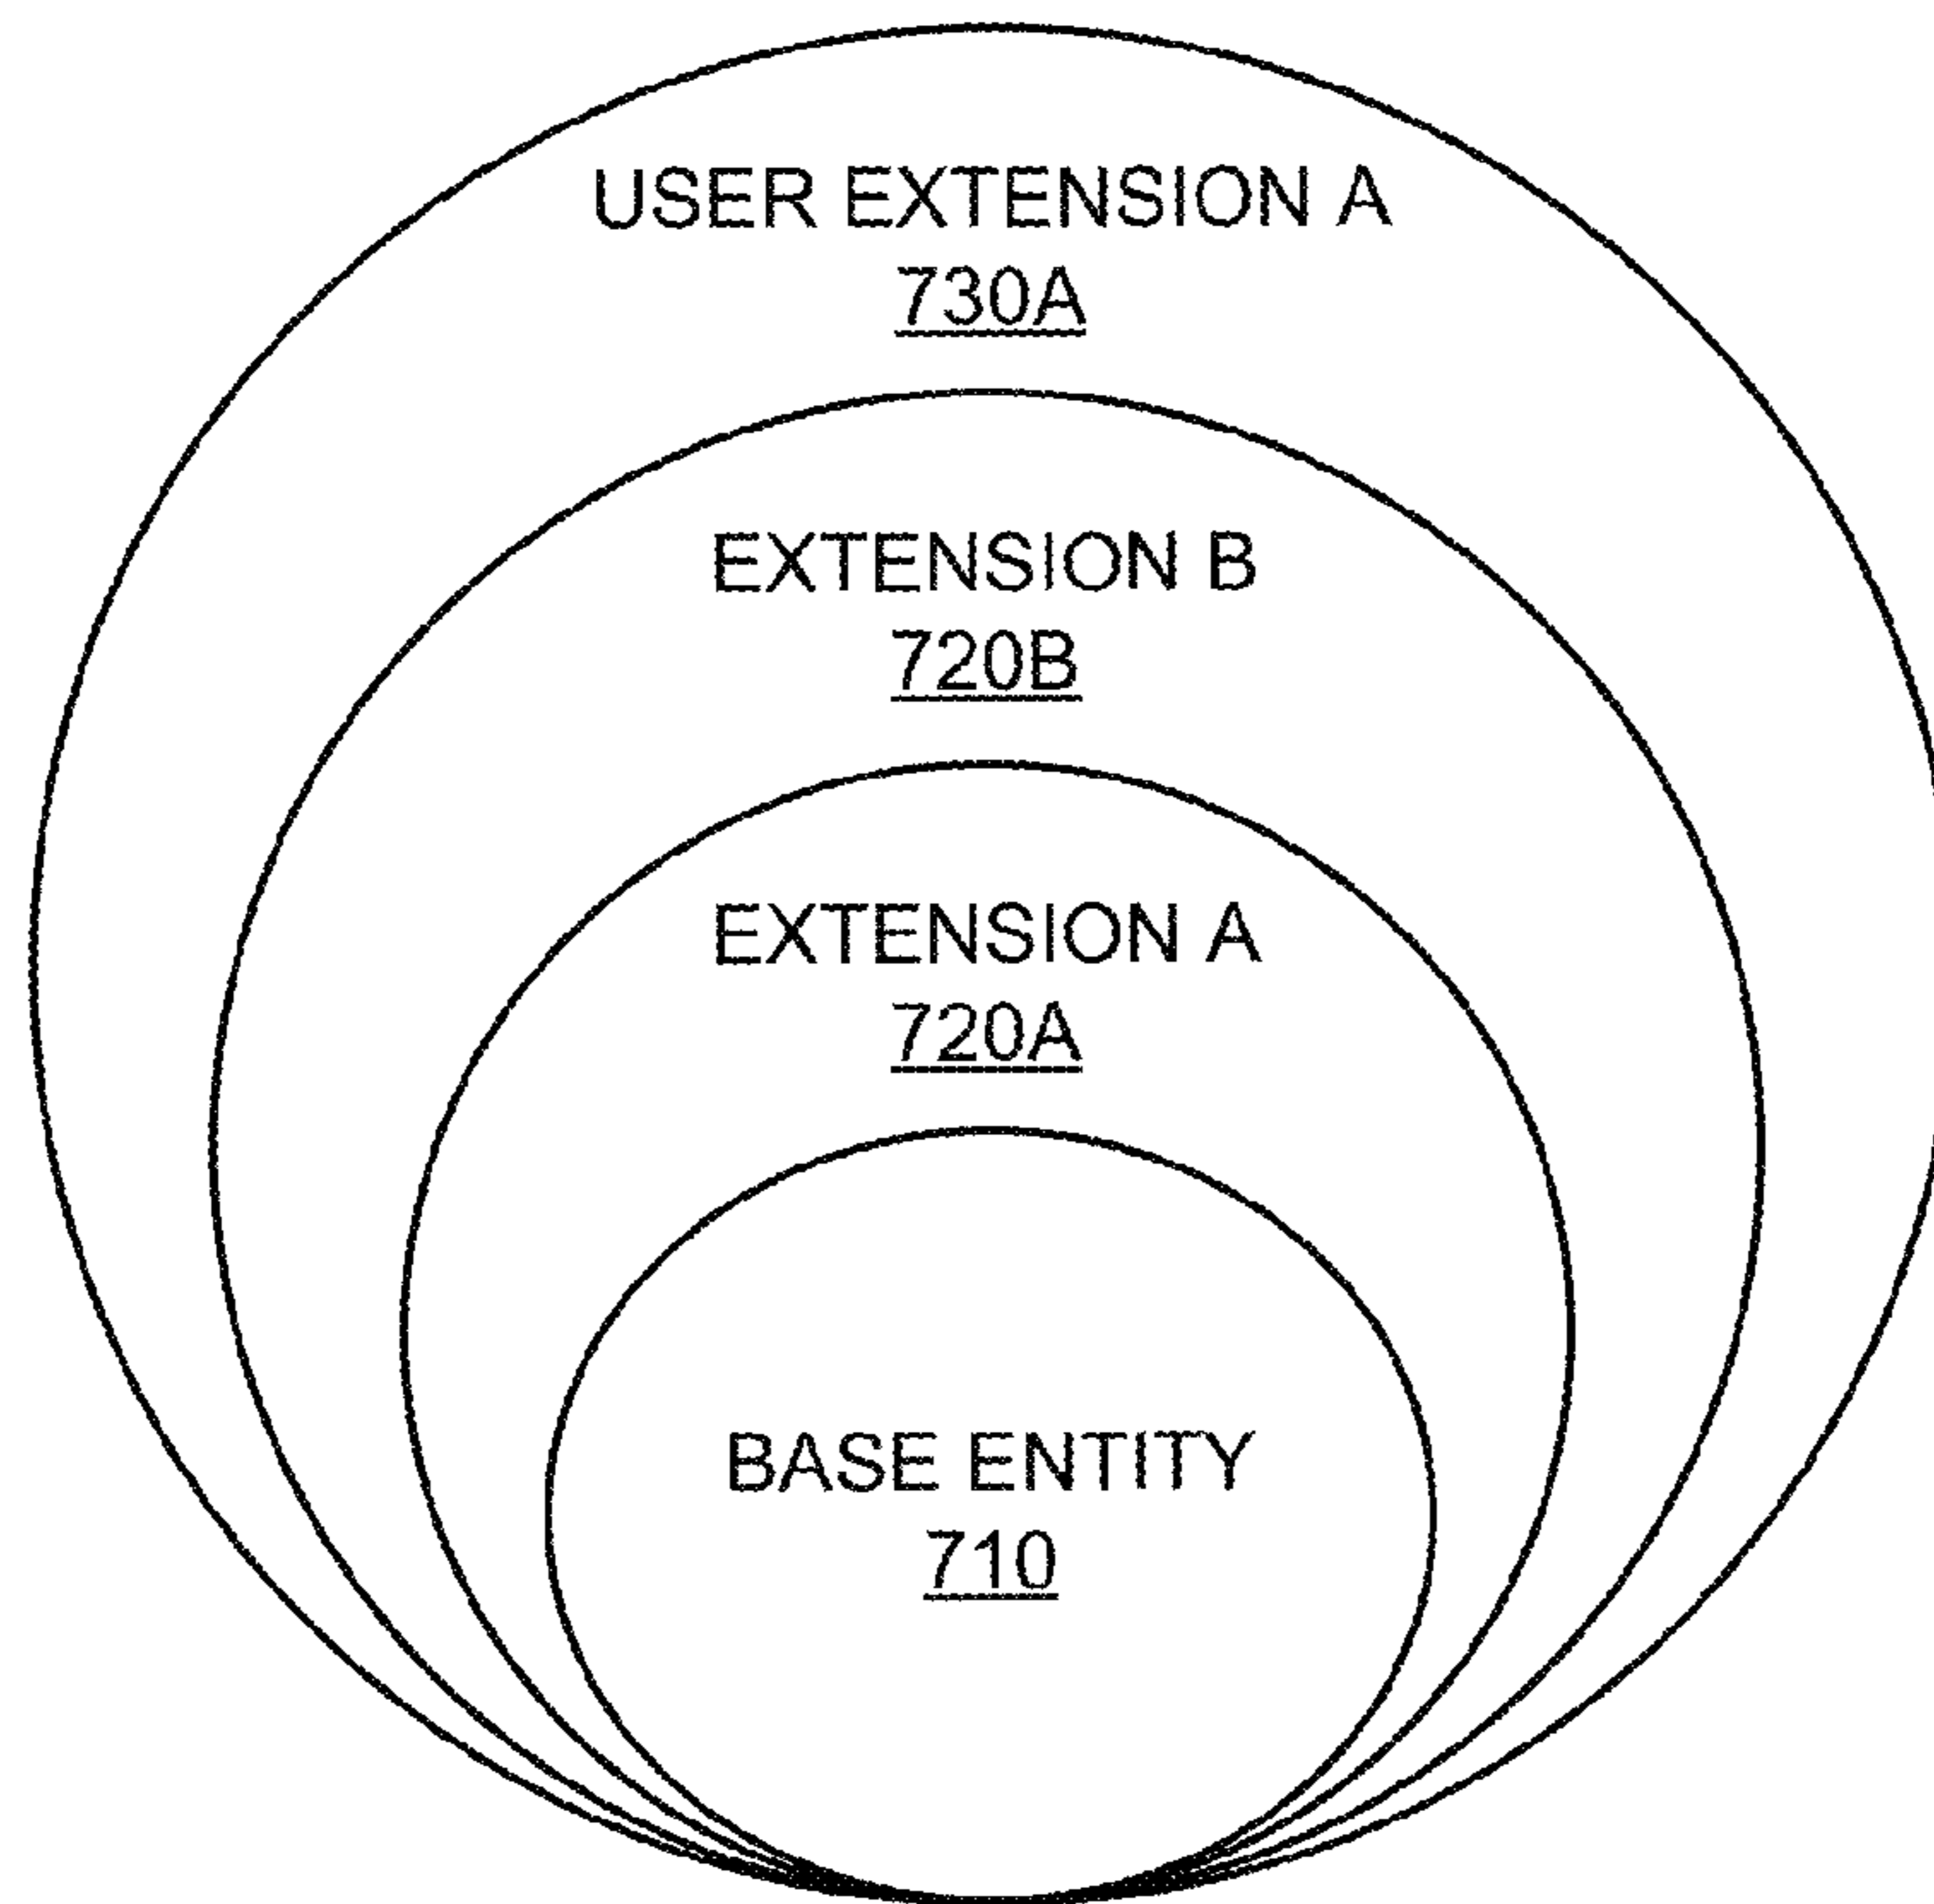 USER EXTENSION A
730A
EXTENSION B
720B
EXTENSION A
720A
BASE ENTITY
710